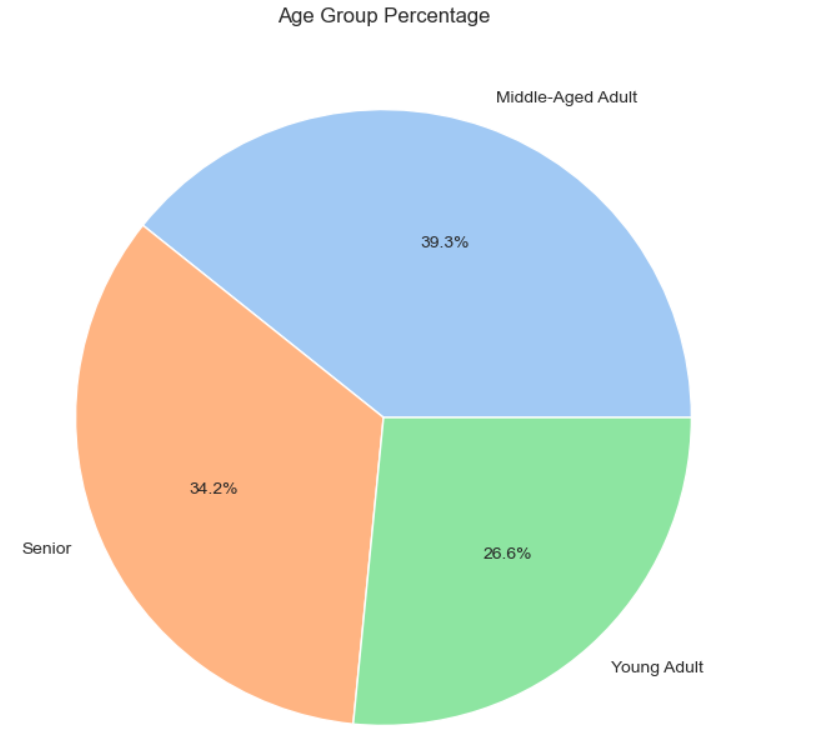 Age Group Percentage
Middle-Aged Adult
39.3%
34.2%
Senior
26.6%
Young Adult